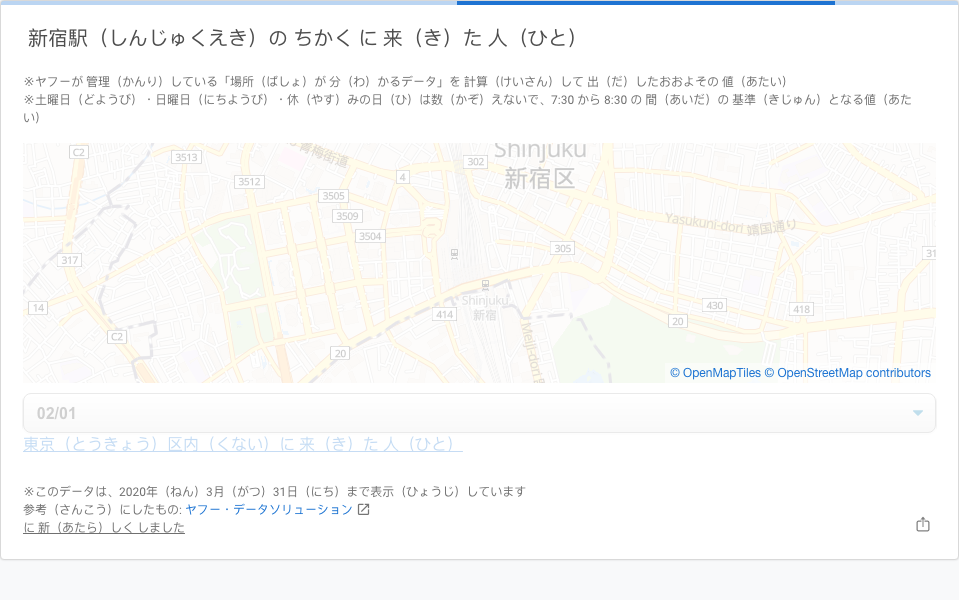 新宿駅（しんじゅくえき）の ちかく に 来（き）た 人（ひと）
※ヤフーが 管理（かんり）している「場所（ばしょ）が 分（わ）かるデータ」を 計算（けいさん）して 出（だ）したおおよその 値（あたい）
※土曜日（どようび）・日曜日（にちようび）・休（やす）みの日（ひ）は数（かぞ）えないで、7:30 から 8:30 の 間（あいだ）の 基準（きじゅん）となる値（あた
い）
C2
3513
青梅街道
302
Shinjuku
新宿区
3512
4
3505
3509
3504
Yasukuni-dori 靖国通り
317
305
31
14
Shinjuku
新宿
414
430
418
20
C2
20
Meiji-dori
© OpenMapTiles © OpenStreetMap contributors
02/01
東京（とうきょう）区内（くない）に 来（き）た 人（ひと）
※このデータは、2020年（ねん）3月（がつ）31日（にち）まで表示（ひょうじ）しています
参考（さんこう）にしたもの: ヤフー・データソリューション
に 新（あたら）しく しました